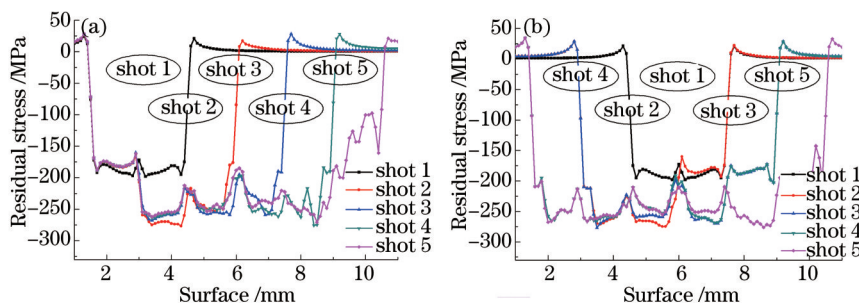 (a)
50
0
−50
−100
−150
−200
−250
−300
Residual stress /MPa
shot 1
shot 3
shot 5
shot 2
shot 4
shot 1
shot 2
shot 3
shot 4
shot 5
2
4
6
8
10
Surface /mm
(b)
50
0
−50
−100
−150
−200
−250
−300
Residual stress /MPa
shot 4
shot 1
shot 5
shot 2
shot 3
shot 1
shot 2
shot 3
shot 4
shot 5
2
4
6
8
10
Surface /mm